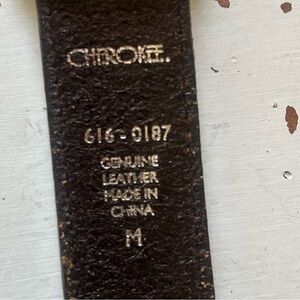 CHEROKEE.
616-0187
GENUINE
LEATHER
MADE IN
CHINA
M